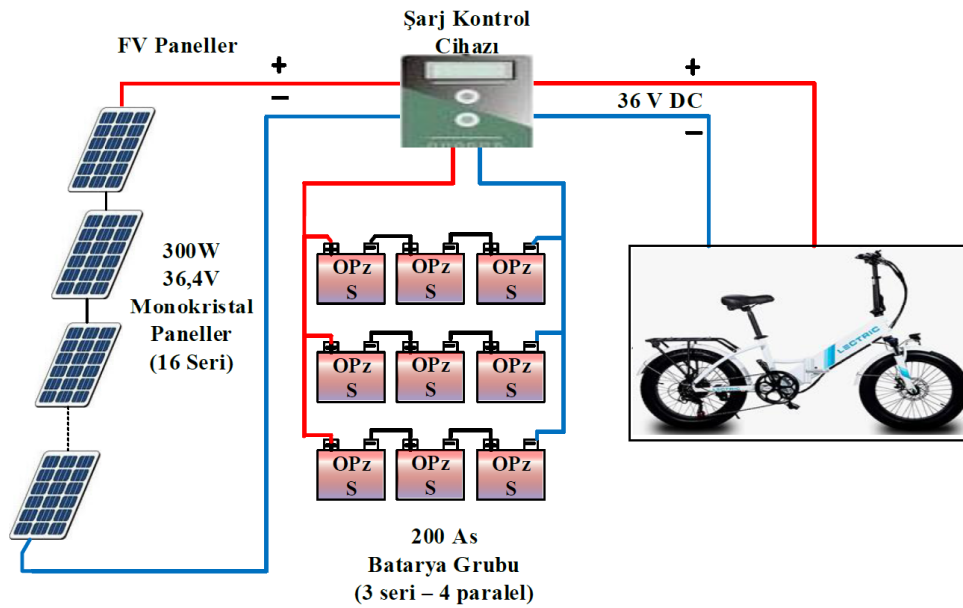 Şarj Kontrol
Cihazı
FV Paneller
+
−
+
36 V DC
−
300W
36,4V
Monokristal
Paneller
(16 Seri)
OPz
S
OPz
S
OPz
S
OPz
S
OPz
S
OPz
S
OPz
S
OPz
S
OPz
S
LECTRIC
200 As
Batarya Grubu
(3 seri – 4 paralel)